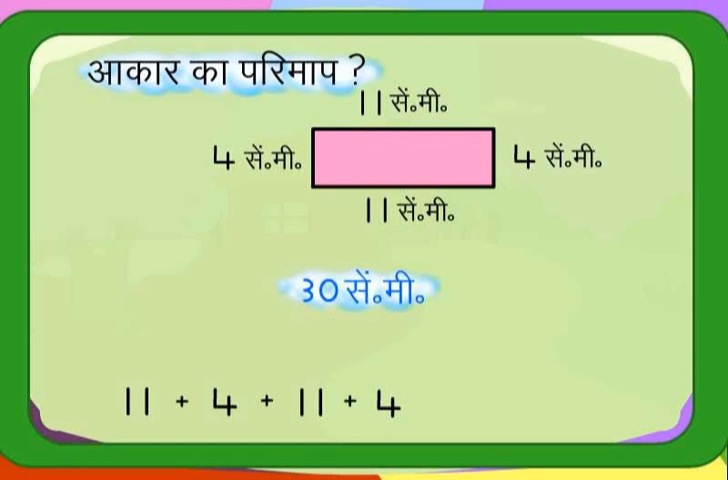 आकार का परिमाप ?
11 सें॰मी॰
4 सें॰मी॰ 4 सें॰मी॰
11 सें॰मी॰
30 सें॰मी॰
11 + 4 + 11 + 4